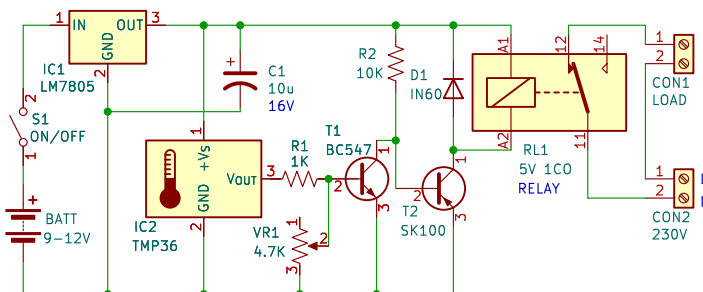 1
IN
OUT
3
GND
2
IC1
LM7805
2
S1
ON/OFF
1
+
BATT
9-12V
+
C1
10u
16V
1
+Vs
GND
VOUT
3
2
IC2
TMP36
R1
1K
VR1
4.7K
1
2
3
T1
BC547
1
2
3
R2
10K
D1
IN60
1
2
3
T2
SK100
A1
A2
12
14
11
RL1
5V 1CO
RELAY
1
2
CON1
LOAD
1
2
CON2
230V